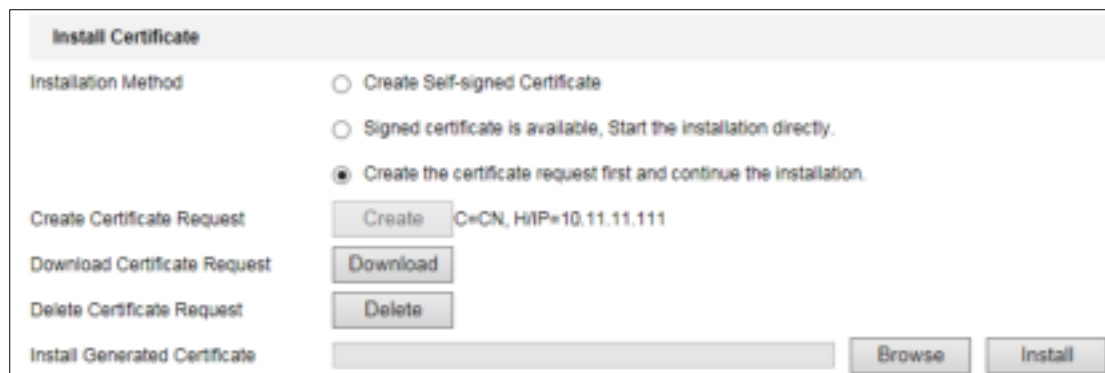 Install Certificate
Installation Method
Create Self-signed Certificate
Signed certificate is available, Start the installation directly.
Create the certificate request first and continue the installation.
Create Certificate Request Create C=CN, H/IP=10.11.11.111
Download Certificate Request Download
Delete Certificate Request Delete
Install Generated Certificate Browse Install